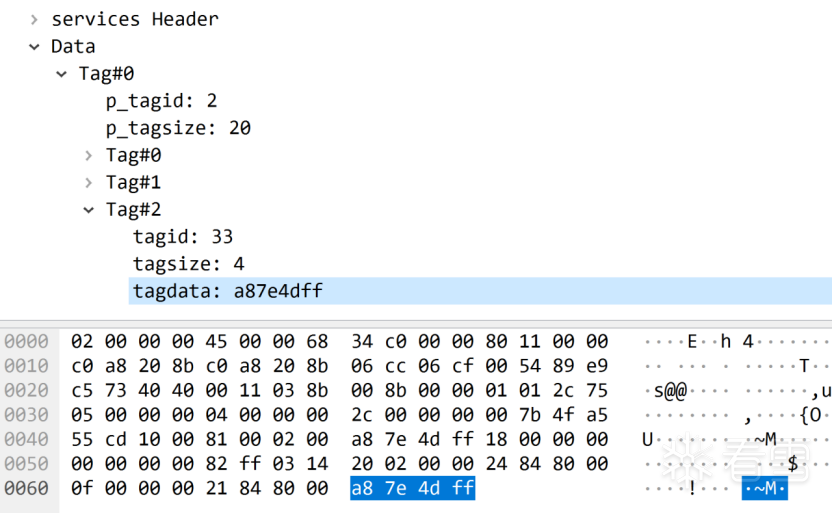 services Header
Data
Tag#0
p_tagid: 2
p_tagsize: 20
Tag#0
Tag#1
Tag#2
tagid: 33
tagsize: 4
tagdata: a87e4dff
0000 02 00 00 00 45 00 00 68 34 c0 00 00 80 11 00 00 ····E··h 4·······
0010 c0 a8 20 8b c0 a8 20 8b 06 cc 06 cf 00 54 89 e9 ·· ··· · ·····T··
0020 c5 73 40 40 00 11 03 8b 00 8b 00 00 01 01 2c 75 ·s@@···· ······,u
0030 05 00 00 00 04 00 00 00 2c 00 00 00 00 7b 4f a5 ········ ,····{O·
0040 55 cd 10 00 81 00 02 00 a8 7e 4d ff 18 00 00 00 U······· ·~M·····
0050 00 00 00 00 82 ff 03 14 20 02 00 00 24 84 80 00 ········ ···$···
0060 0f 00 00 00 21 84 80 00 a8 7e 4d ff ····!··· ·~M·
看雪